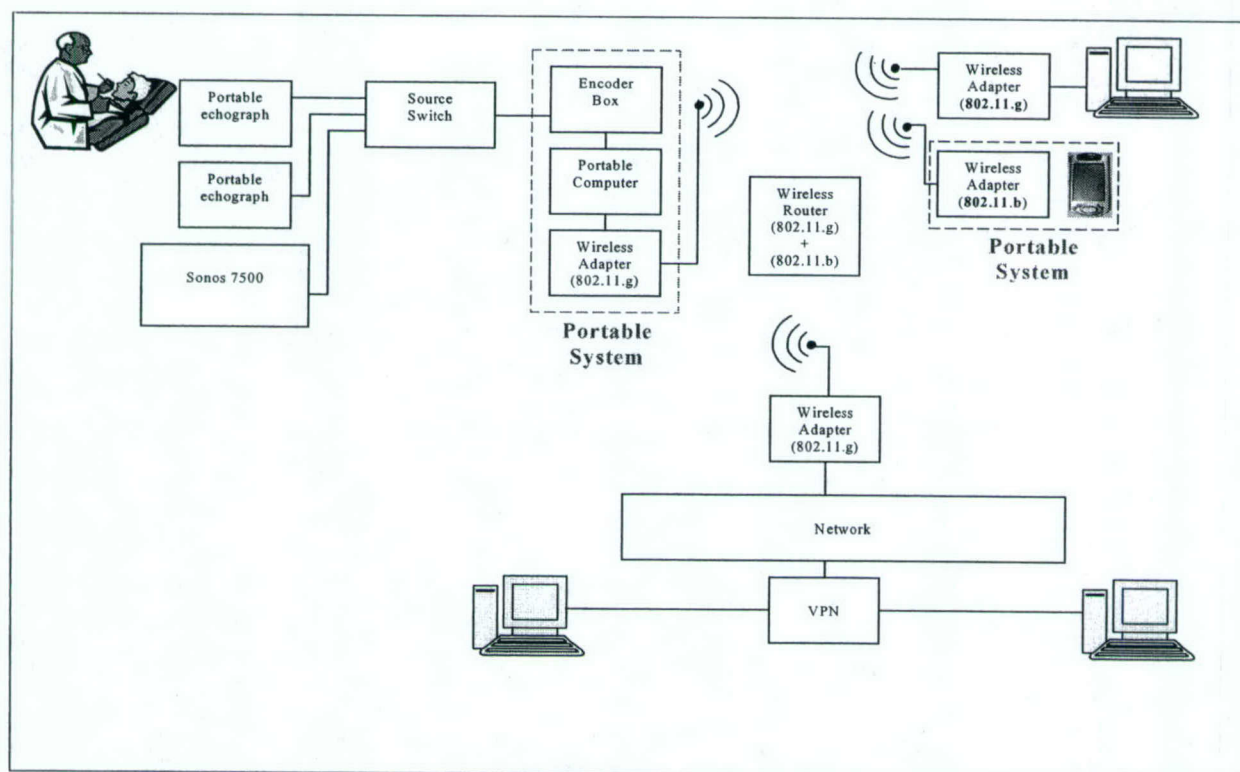 Portable
echograph
Portable
echograph
Sonos 7500
Source
Switch
Encoder
Box
Portable
Computer
Wireless
Adapter
(802.11.g)
Portable
System
Wireless
Router
(802.11.g)
+
(802.11.b)
Wireless
Adapter
(802.11.g)
Wireless
Adapter
(802.11.b)
Portable
System
Wireless
Adapter
(802.11.g)
Network
VPN